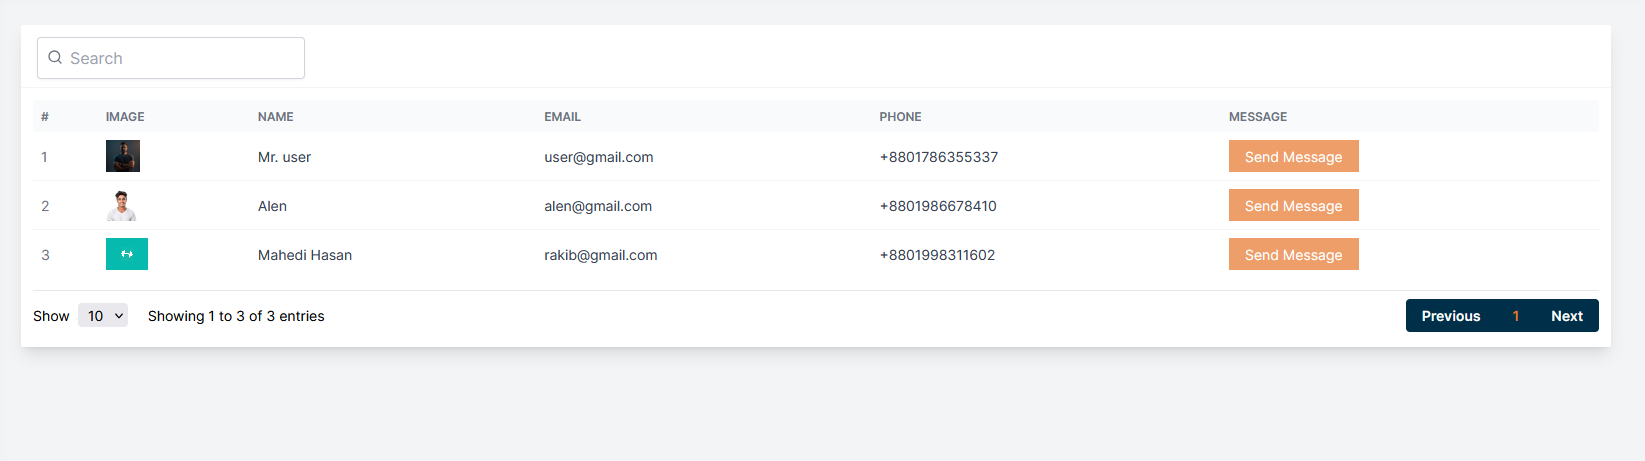 Search
# IMAGE NAME EMAIL PHONE MESSAGE
1 Mr. user user@gmail.com +8801786355337 Send Message
2 Alen alen@gmail.com +8801986678410 Send Message
3 Mahedi Hasan rakib@gmail.com +8801998311602 Send Message
Show 10 Showing 1 to 3 of 3 entries Previous 1 Next